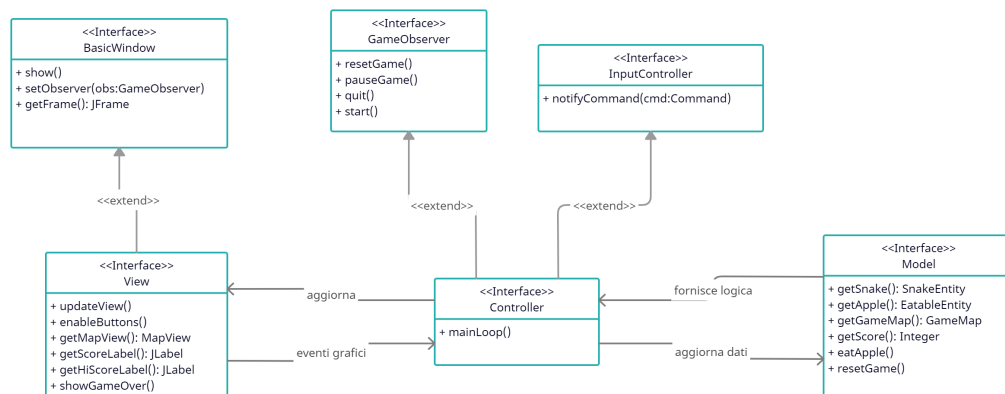 <<Interface>>
BasicWindow
+ show()
+ setObserver(obs:GameObserver)
+ getFrame(): JFrame
<<Interface>>
GameObserver
+ resetGame()
+ pauseGame()
+ quit()
+ start()
<<Interface>>
InputController
+ notifyCommand(cmd:Command)
<<extend>>
<<extend>>
<<extend>>
<<Interface>>
View
+ updateView()
+ enableButtons()
+ getMapView(): MapView
+ getScoreLabel(): JLabel
+ getHiScoreLabel(): JLabel
+ showGameOver()
aggiorna
eventi grafici
<<Interface>>
Controller
+ mainLoop()
fornisce logica
aggiorna dati
<<Interface>>
Model
+ getSnake(): SnakeEntity
+ getApple(): EatableEntity
+ getGameMap(): GameMap
+ getScore(): Integer
+ eatApple()
+ resetGame()